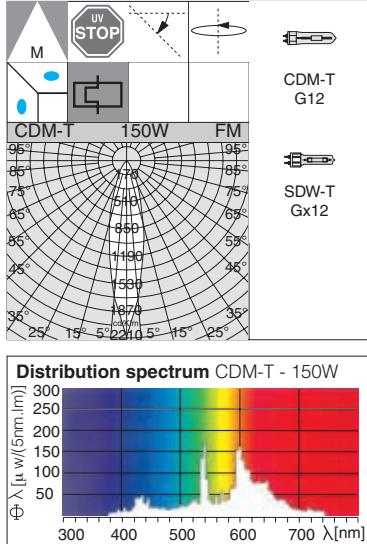 UV
STOP
M
CDM-T
G12
SDW-T
Gx12
CDM-T 150W FM
95° 95°
85° 85°
75° 75°
65° 65°
55° 55°
45° 45°
35° 35°
25° 15° 5° 5° 15° 25°
170
510
850
1190
1530
1870
cd/Klm
2210
Distribution spectrum CDM-T - 150W
Φ λ [μ w/(5nm.lm)]
300
250
200
150
100
50
300 400 500 600 700 λ[nm]